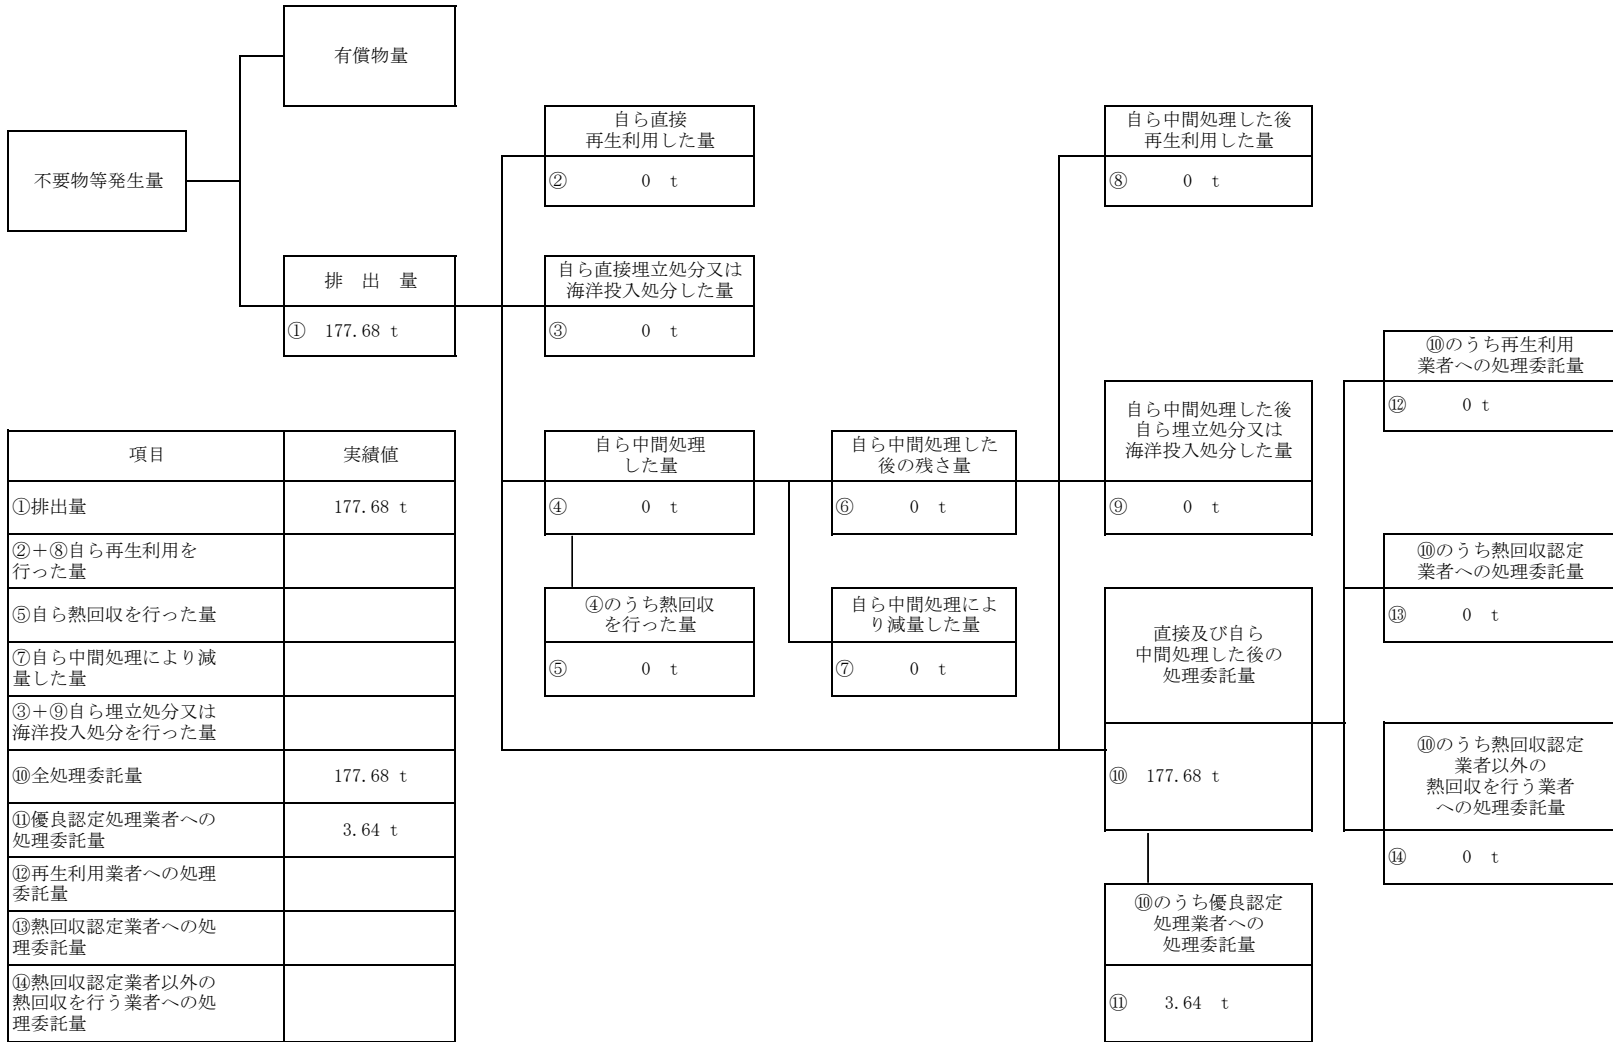 有償物量
不要物等発生量
排 出 量
① 177.68 t
自ら直接
再生利用した量
② 0 t
自ら直接埋立処分又は
海洋投入処分した量
③ 0 t
自ら中間処理
した量
④ 0 t
④のうち熱回収
を行った量
⑤ 0 t
自ら中間処理した
後の残さ量
⑥ 0 t
自ら中間処理によ
り減量した量
⑦ 0 t
自ら中間処理した後
再生利用した量
⑧ 0 t
自ら中間処理した後
自ら埋立処分又は
海洋投入処分した量
⑨ 0 t
直接及び自ら
中間処理した後の
処理委託量
⑩ 177.68 t
⑩のうち優良認定
処理業者への
処理委託量
⑪ 3.64 t
⑩のうち再生利用
業者への処理委託量
⑫ 0 t
⑩のうち熱回収認定
業者への処理委託量
⑬ 0 t
⑩のうち熱回収認定
業者以外の
熱回収を行う業者
への処理委託量
⑭ 0 t
項目 実績値
①排出量 177.68 t
②+⑧自ら再生利用を
行った量
⑤自ら熱回収を行った量
⑦自ら中間処理により減
量した量
③+⑨自ら埋立処分又は
海洋投入処分を行った量
⑩全処理委託量 177.68 t
⑪優良認定処理業者への
処理委託量 3.64 t
⑫再生利用業者への処理
委託量
⑬熱回収認定業者への処
理委託量
⑭熱回収認定業者以外の
熱回収を行う業者への処
理委託量